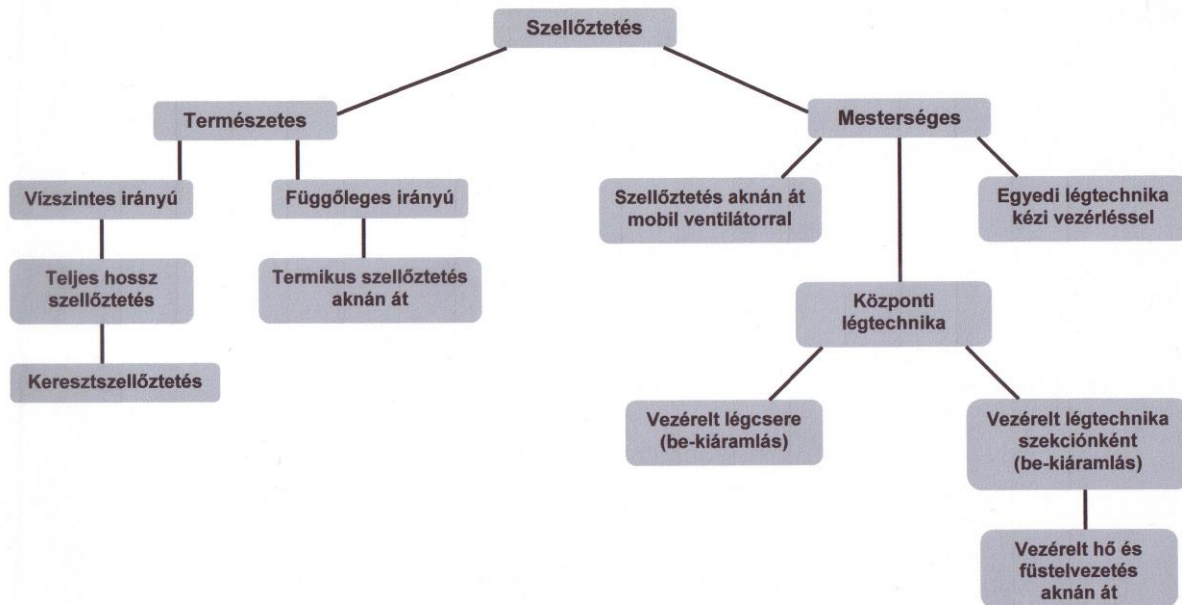 Szellőztetés
Természetes
Mesterséges
Vízszintes irányú
Függőleges irányú
Szellőztetés aknán át
mobil ventilátorral
Egyedi légtechnika
kézi vezérléssel
Teljes hossz
szellőztetés
Termikus szellőztetés
aknán át
Központi
légtechnika
Keresztszellőztetés
Vezérelt légcsere
(be-kiáramlás)
Vezérelt légtechnika
szekciónként
(be-kiáramlás)
Vezérelt hő és
füstelvezetés
aknán át